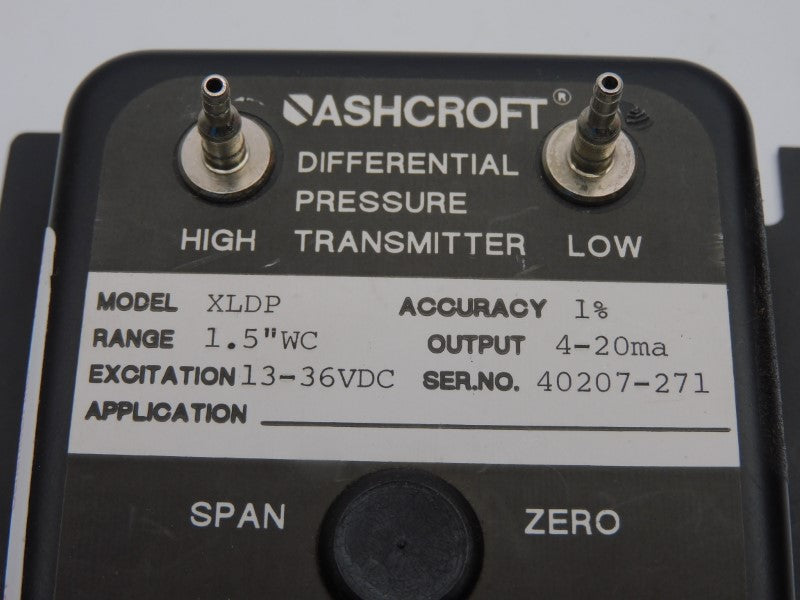 ASHCROFT®
DIFFERENTIAL
PRESSURE
HIGH TRANSMITTER LOW
MODEL XLDP ACCURACY 1%
RANGE 1.5"WC OUTPUT 4-20ma
EXCITATION 13-36VDC SER.NO. 40207-271
APPLICATION
SPAN ZERO